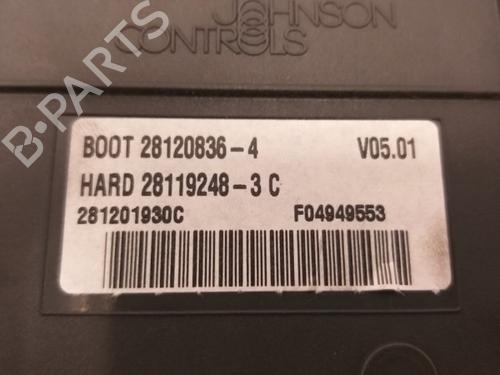 JOHNSON
CONTROLS
B-PARTS
BOOT 28120836-4 V05.01
HARD 28119248-3 C
281201930C F04949553